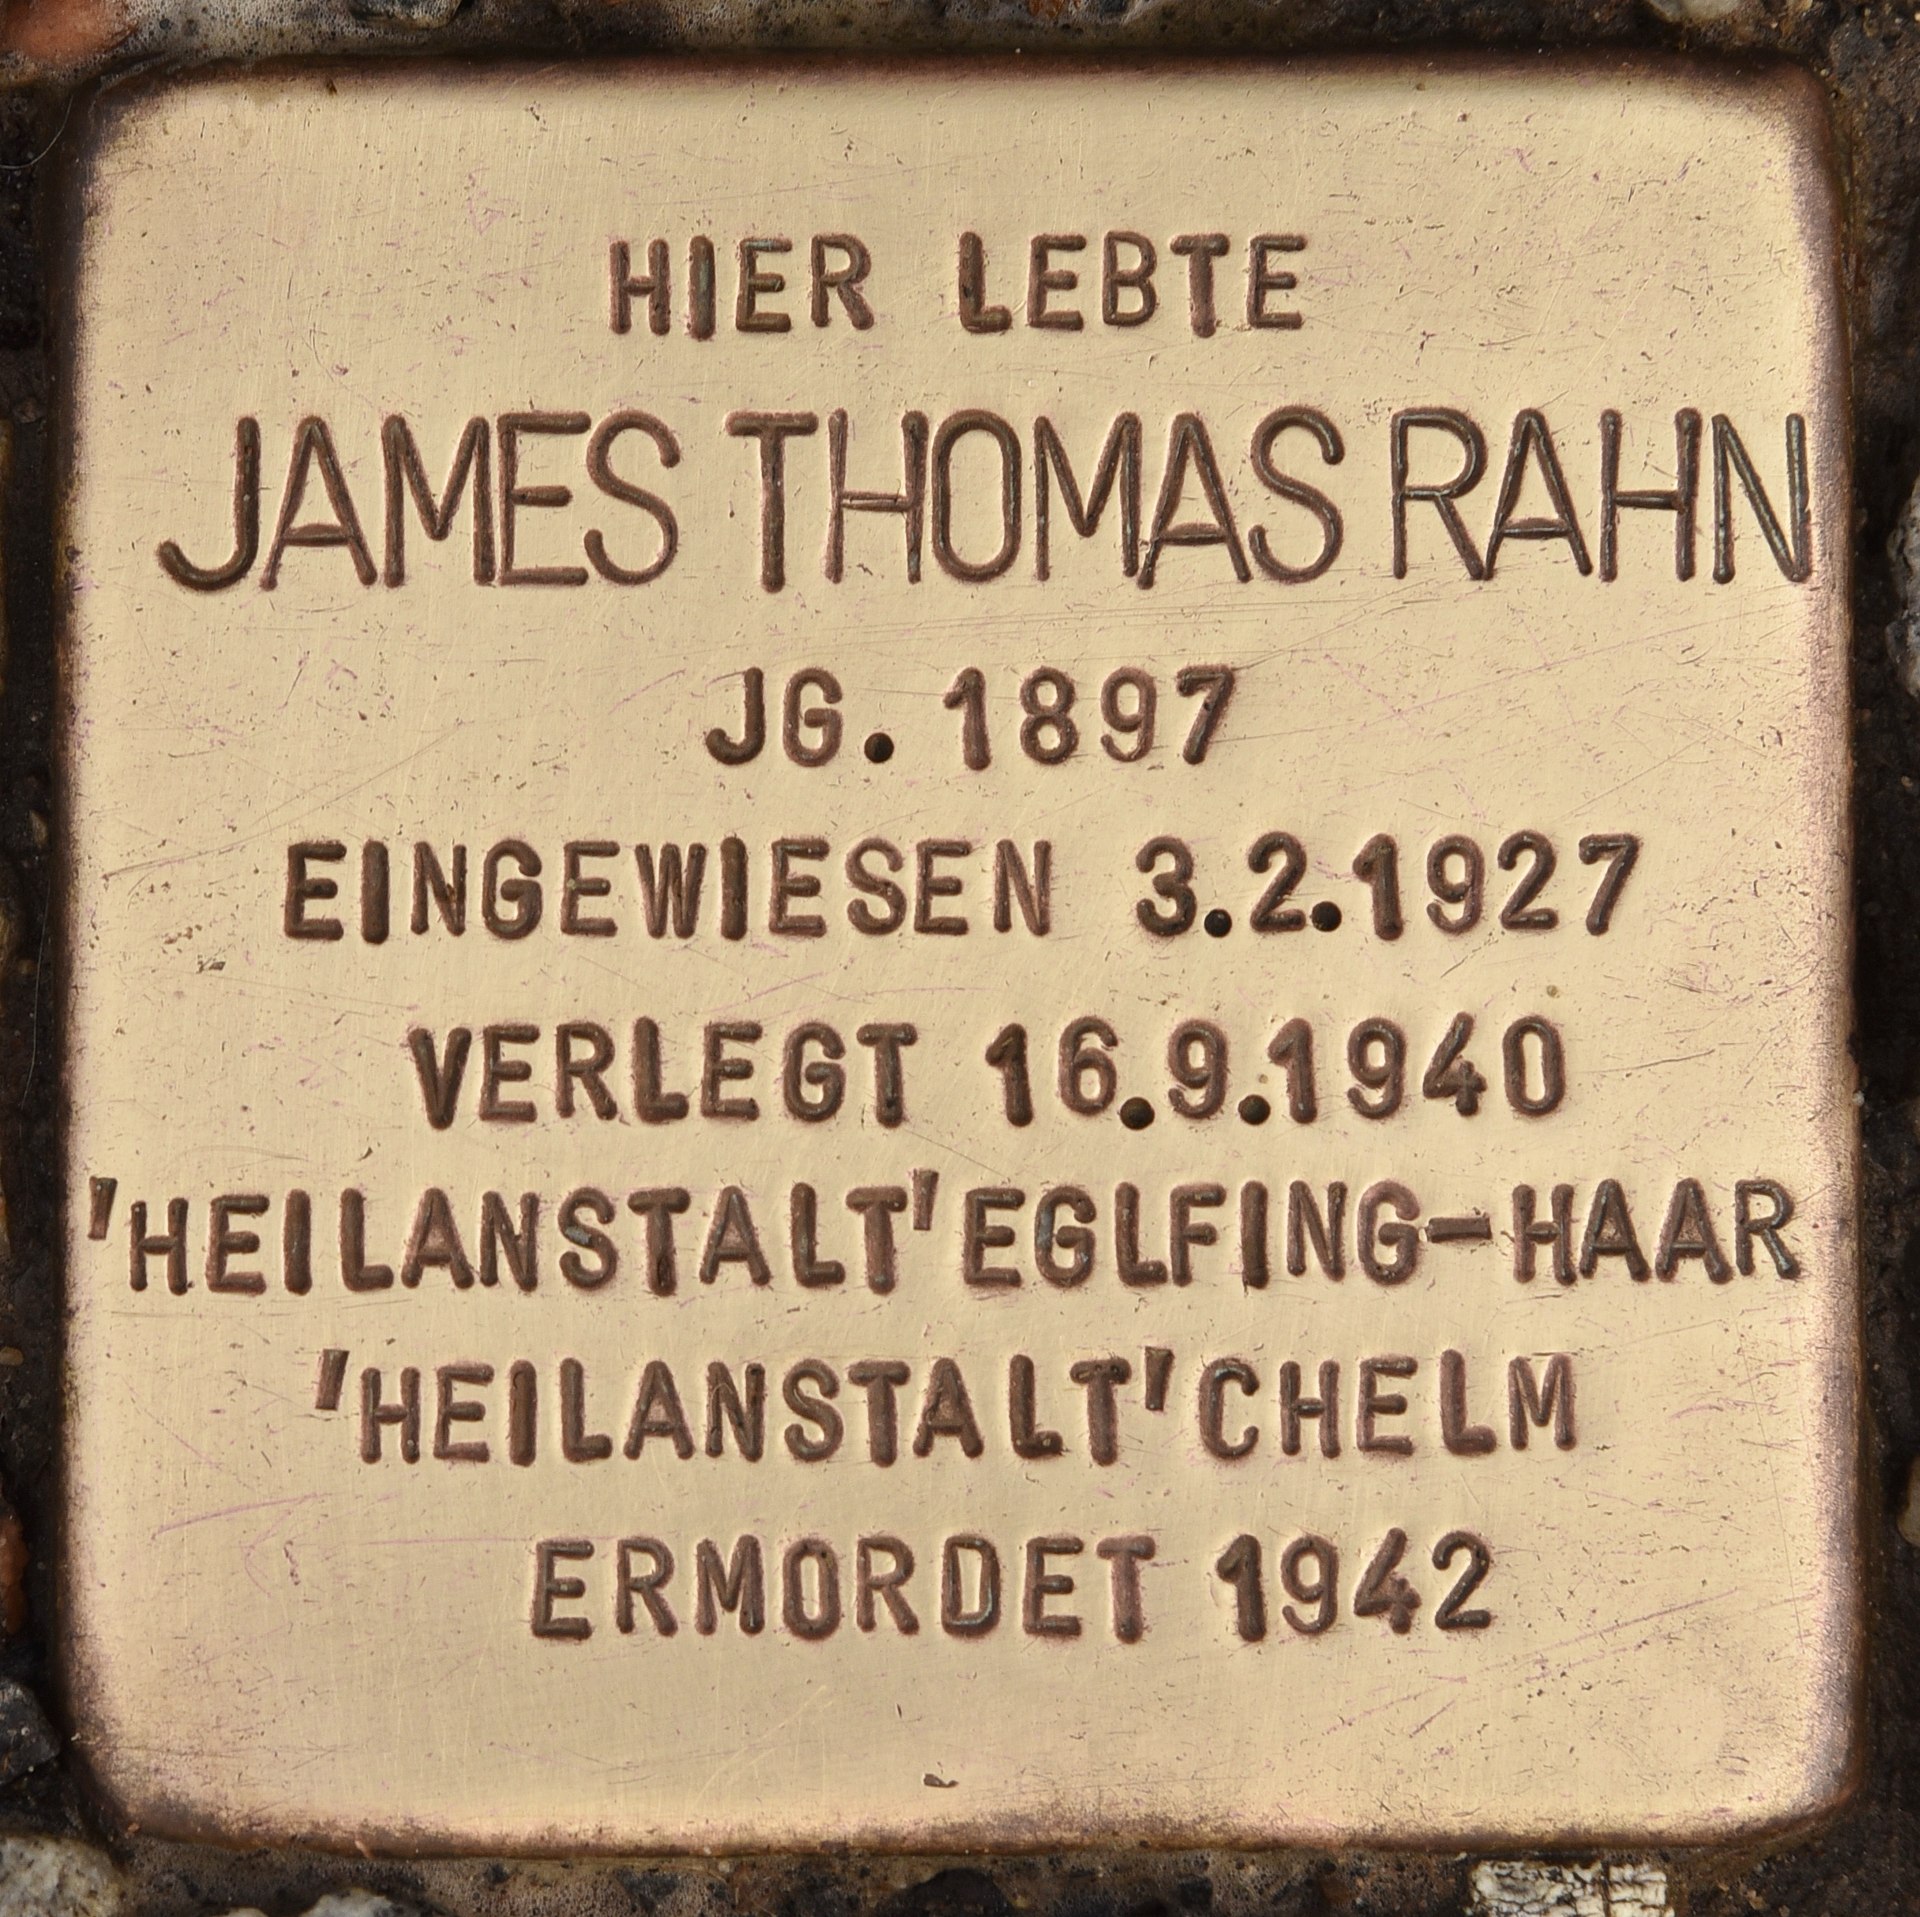 HIER LEBTE
JAMES THOMAS RAHN
JG. 1897
EINGEWIESEN 3.2.1927
VERLEGT 16.9.1940
'HEILANSTALT' EGLFING-HAAR
'HEILANSTALT' CHELM
ERMORDET 1942